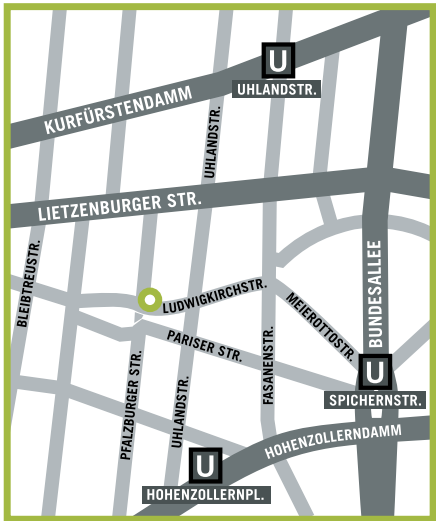 U
UHLANDSTR.
KURFÜRSTENDAMM
UHLANDSTR.
LIETZENBURGER STR.
BLEIBTREUSTR.
LUDWIGKIRCHSTR.
MEIEROTTOSTR.
BUNDESALLEE
PARISER STR.
FASANENSTR.
PFALZBURGER STR.
UHLANDSTR.
U
SPICHERNSTR.
HOHENZOLLERNDAMM
U
HOHENZOLLERNPL.